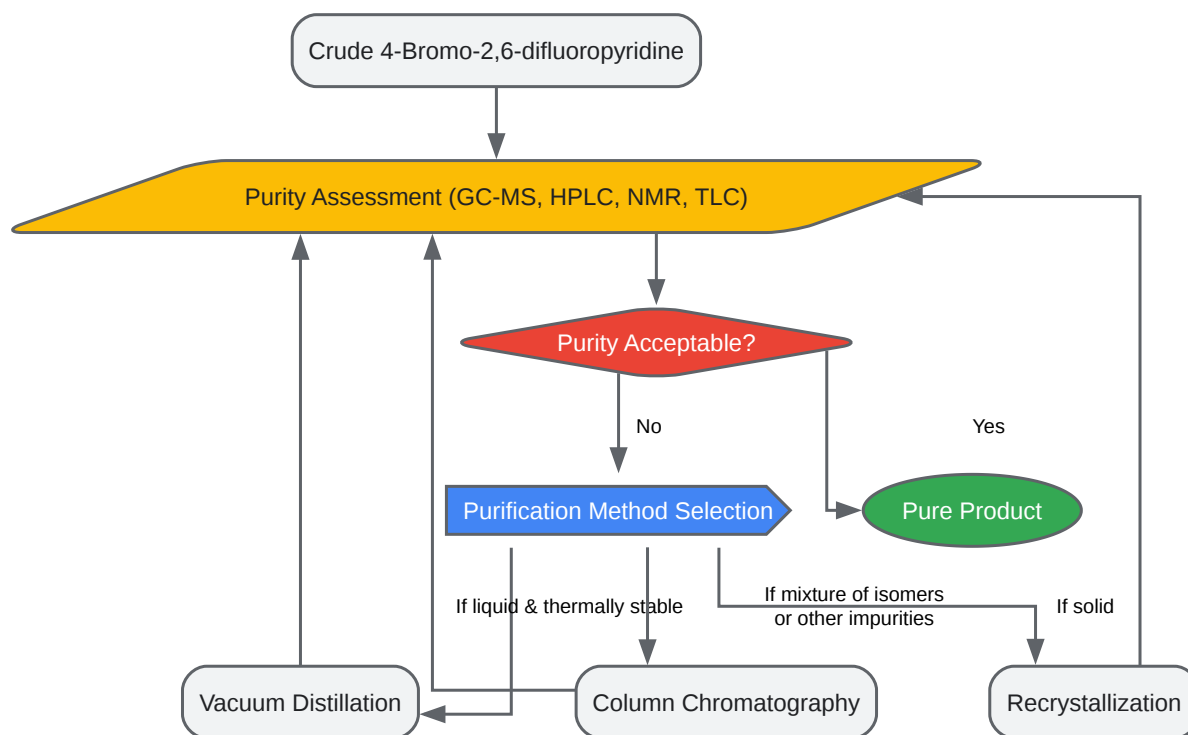 Crude 4-Bromo-2,6-difluoropyridine
Purity Assessment (GC-MS, HPLC, NMR, TLC)
Purity Acceptable?
No
Yes
Purification Method Selection
Pure Product
If liquid & thermally stable
If mixture of isomers
or other impurities
If solid
Vacuum Distillation
Column Chromatography
Recrystallization